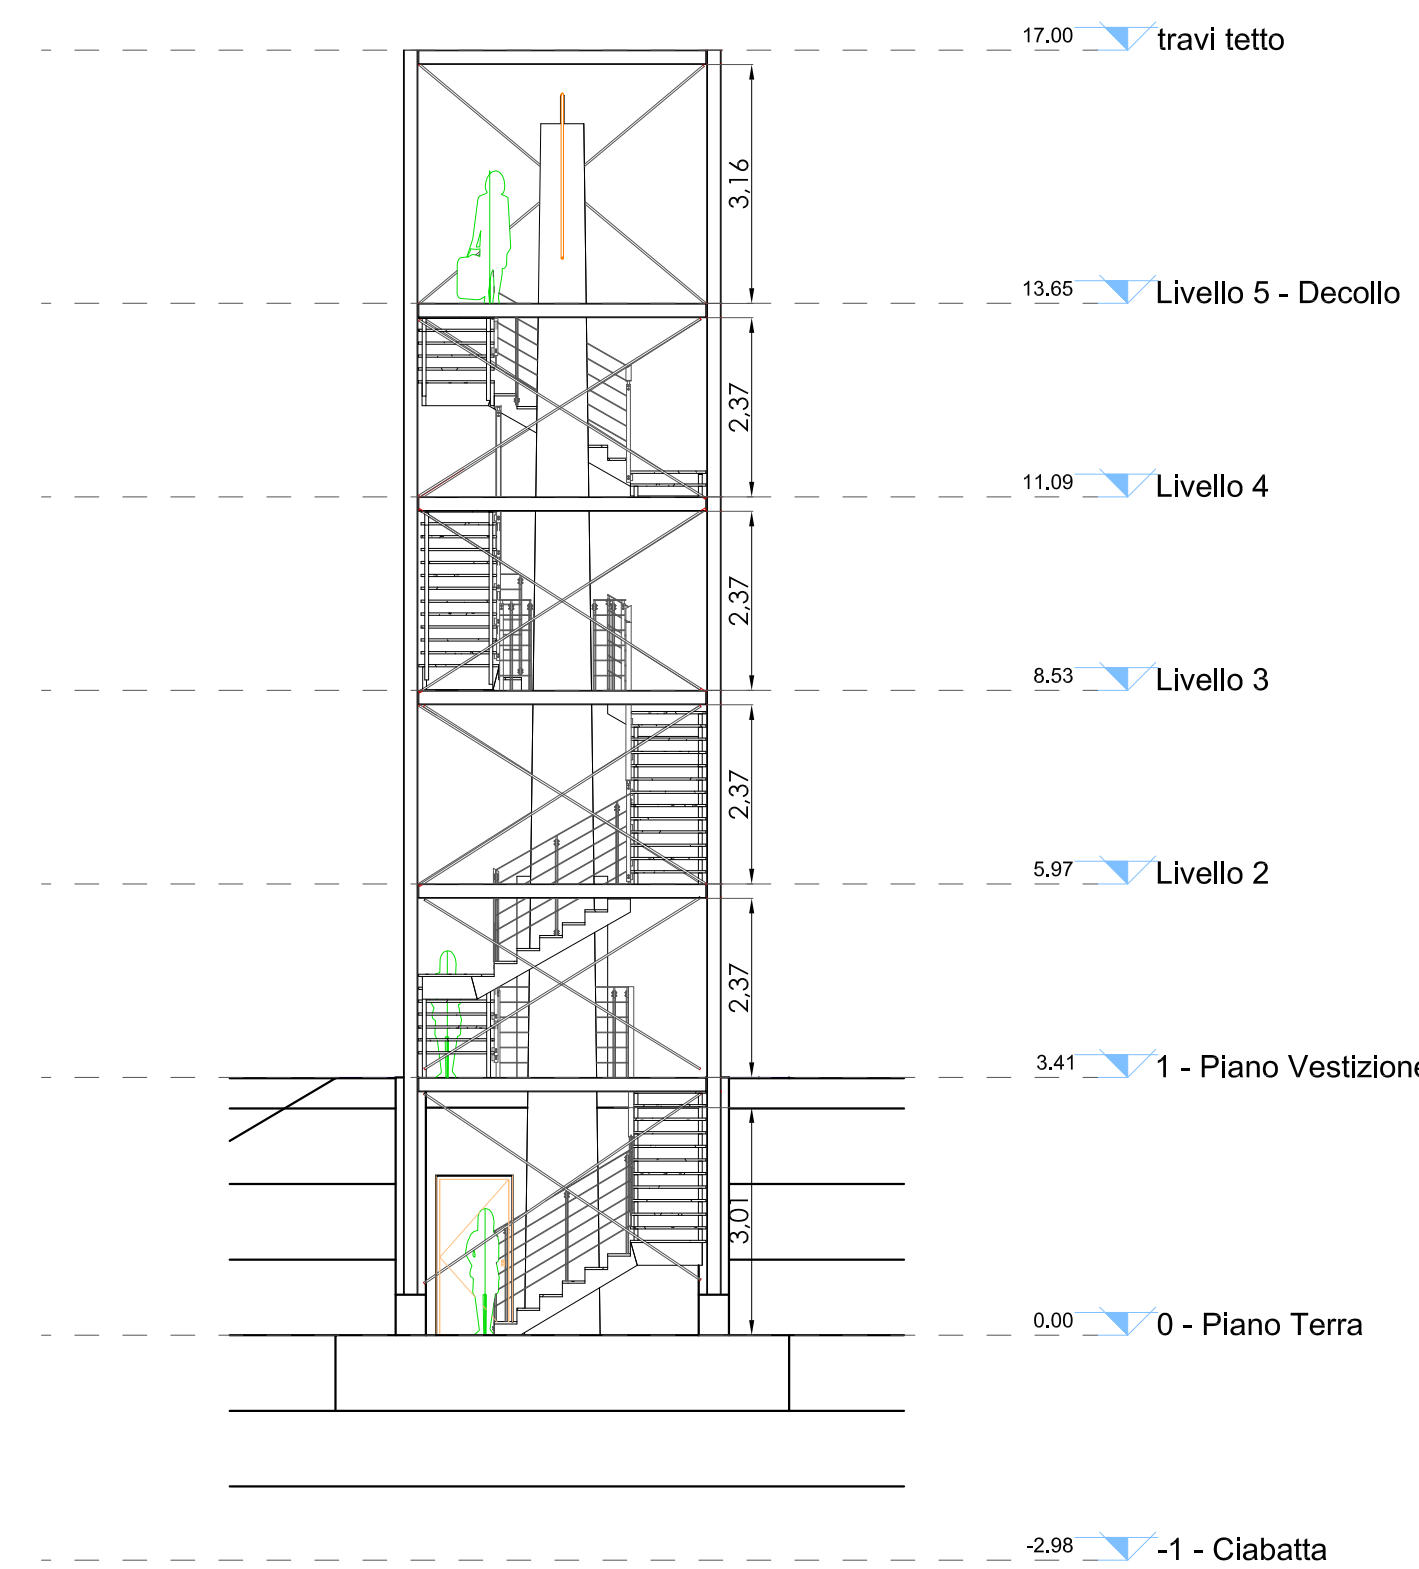 17.00 travi tetto
3,16
13.65 Livello 5 - Decollo
2,37
11.09 Livello 4
2,37
8.53 Livello 3
2,37
5.97 Livello 2
2,37
3.41 1 - Piano Vestizione
3,01
0.00 0 - Piano Terra
-2.98 -1 - Ciabatta